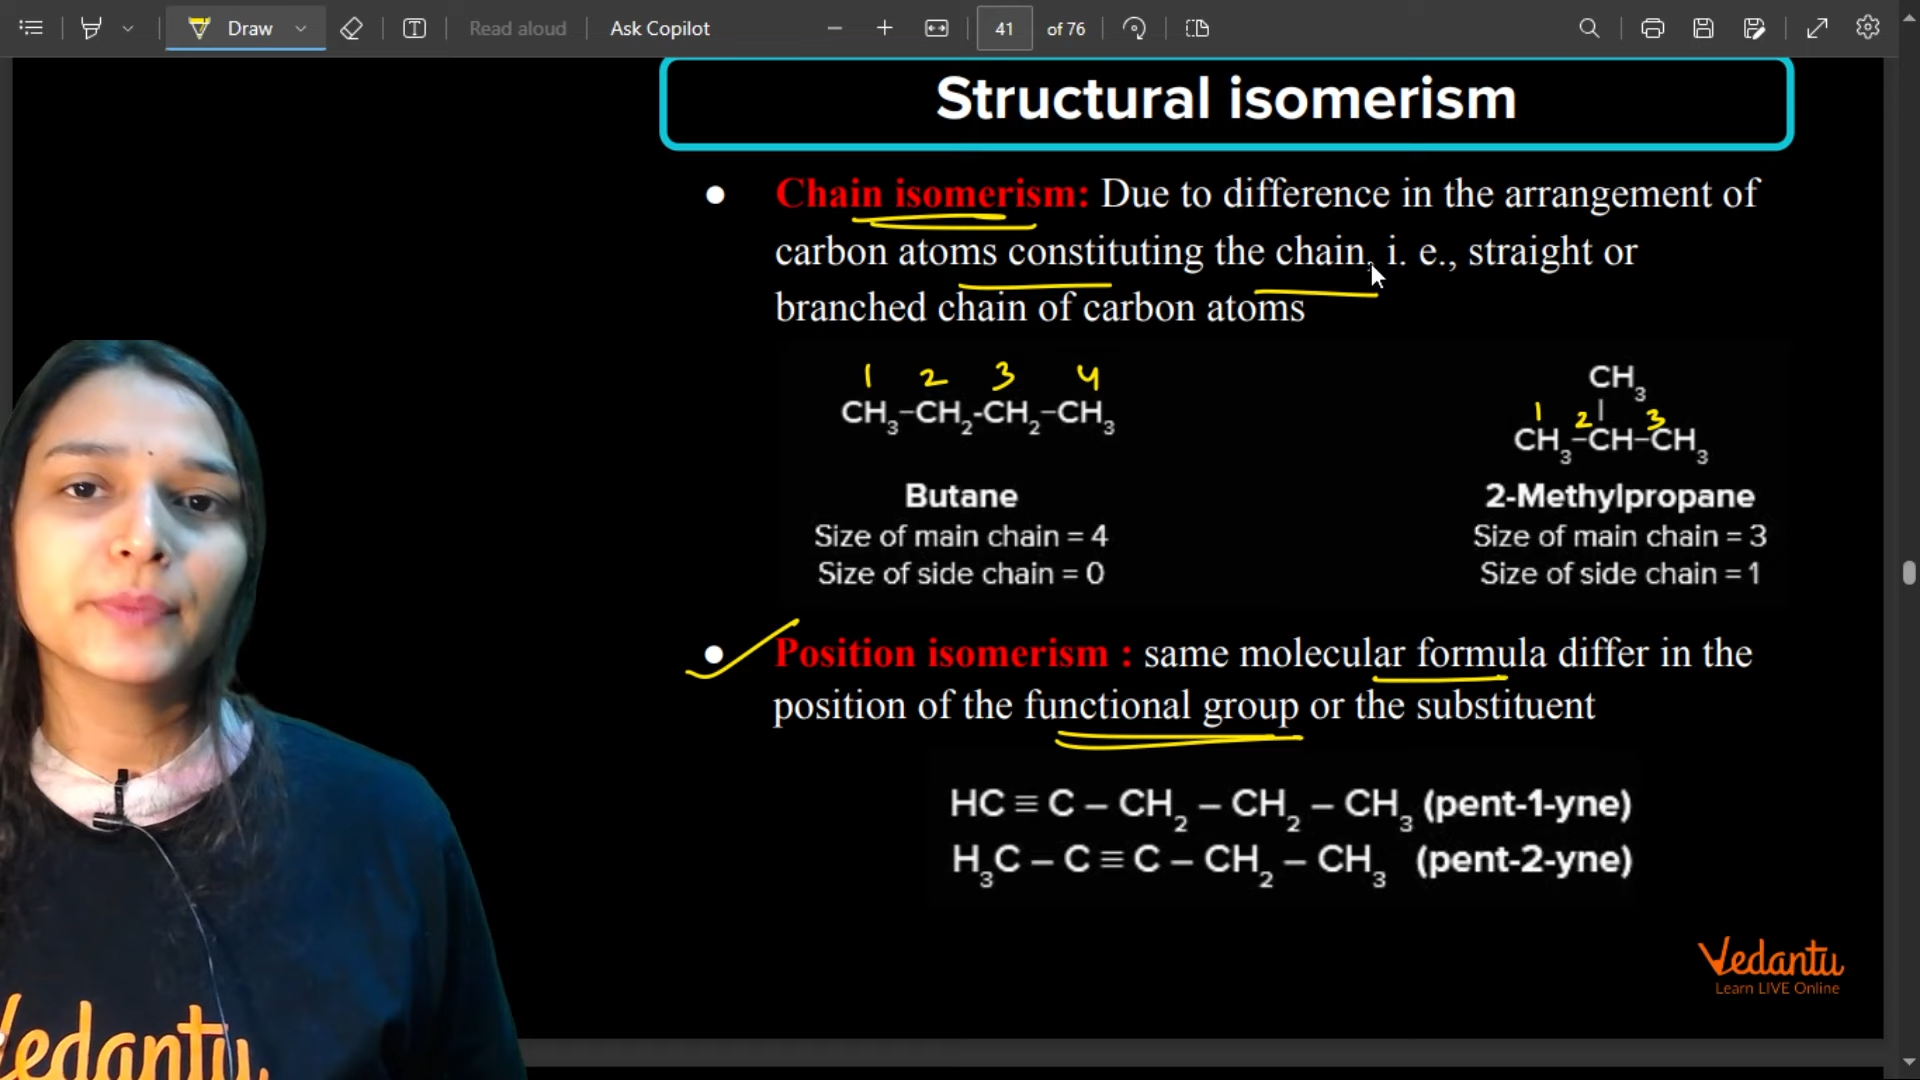 Draw
Read aloud
Ask Copilot
41 of 76
Structural isomerism
● Chain isomerism: Due to difference in the arrangement of
carbon atoms constituting the chain, i. e., straight or
branched chain of carbon atoms
1 2 3 4
CH₃–CH₂-CH₂–CH₃
Butane
Size of main chain = 4
Size of side chain = 0
CH₃
|
1 2 3
CH₃–CH–CH₃
2-Methylpropane
Size of main chain = 3
Size of side chain = 1
● Position isomerism : same molecular formula differ in the
position of the functional group or the substituent
HC ≡ C – CH₂ – CH₂ – CH₃ (pent-1-yne)
H₃C – C ≡ C – CH₂ – CH₃ (pent-2-yne)
Vedantu
Learn LIVE Online
Vedantu